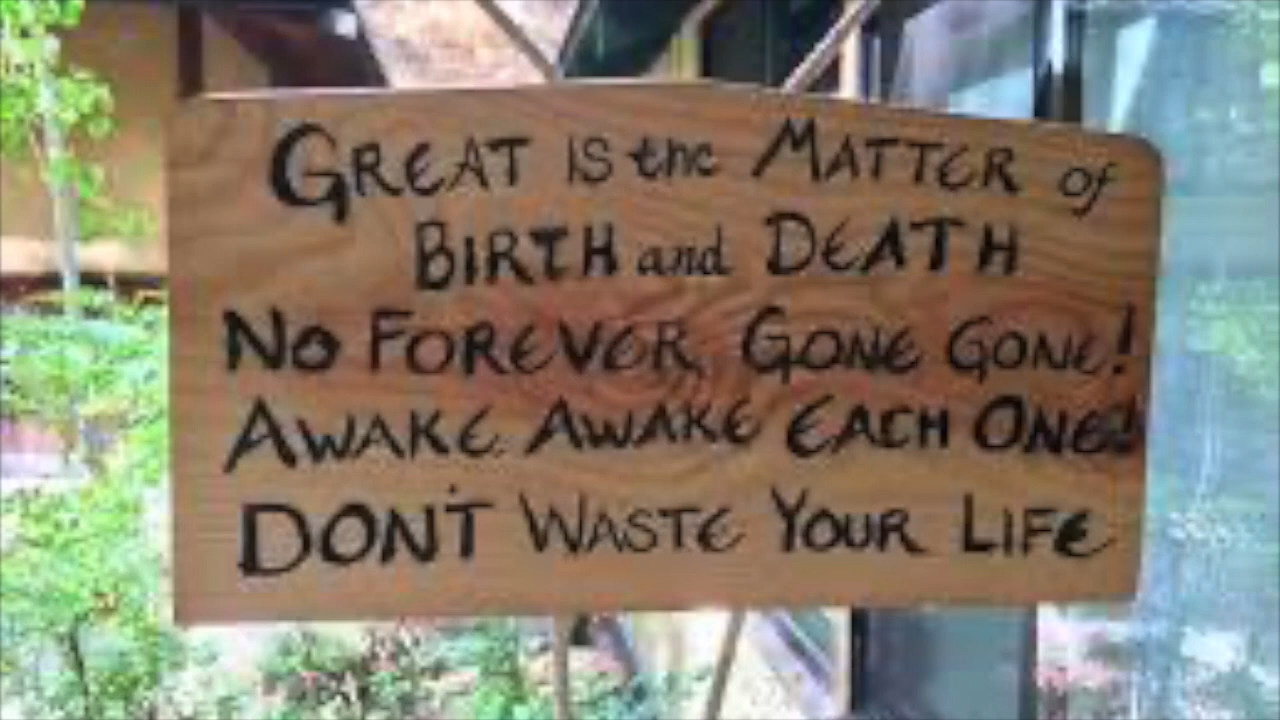 GREAT IS the MATTER of
BIRTH and DEATH
NO FOREVER, GONE GONE!
AWAKE. AWAKE EACH ONE!
DON'T WASTE YOUR LIFE